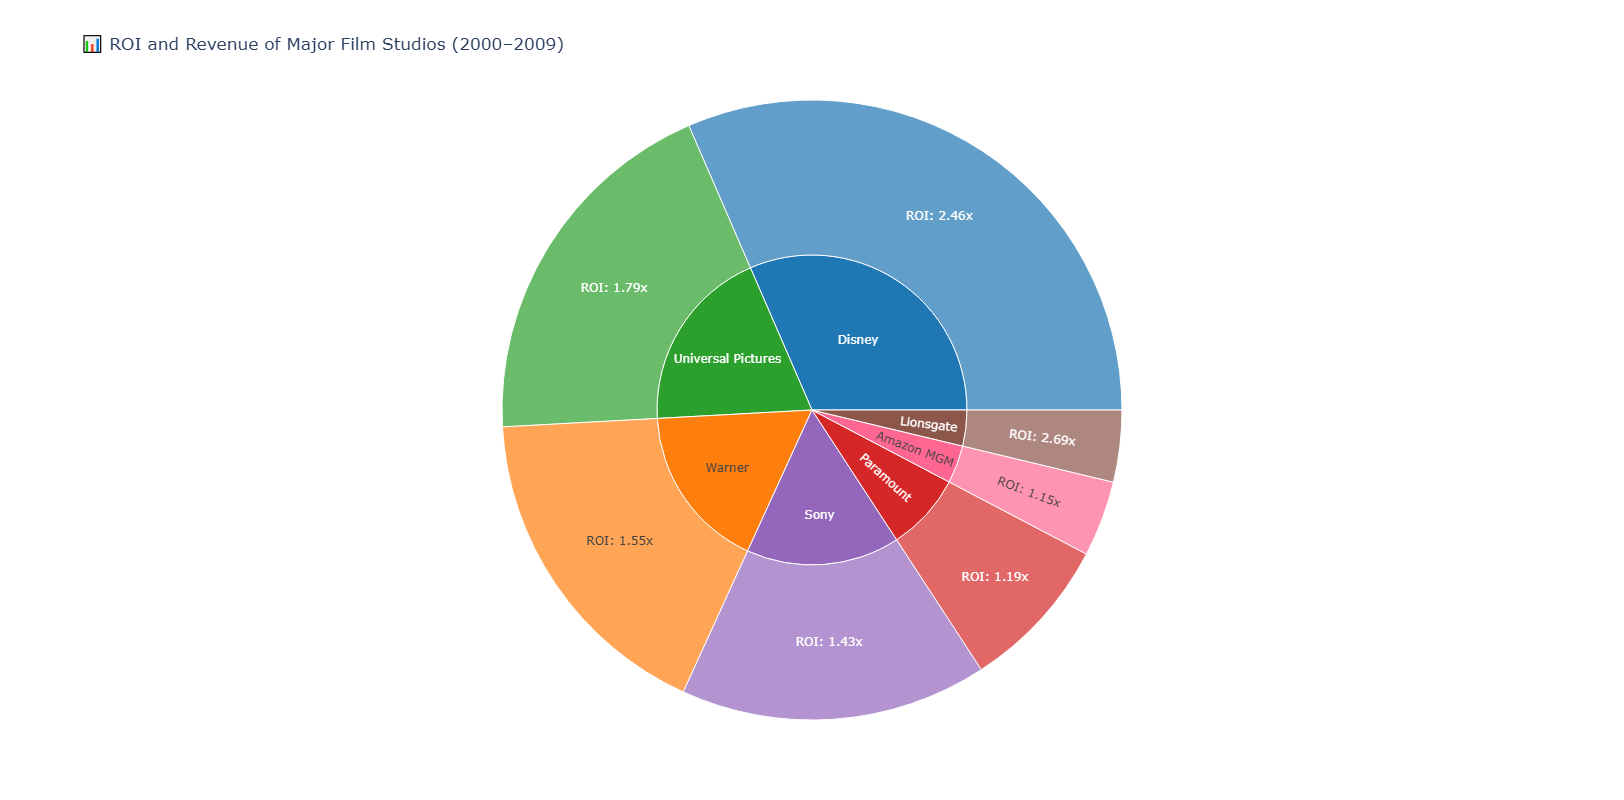 📊 ROI and Revenue of Major Film Studios (2000–2009)
ROI: 2.46x
Disney
ROI: 1.79x
Universal Pictures
Warner
ROI: 1.55x
Sony
ROI: 1.43x
Paramount
ROI: 1.19x
Amazon MGM
ROI: 1.15x
Lionsgate
ROI: 2.69x